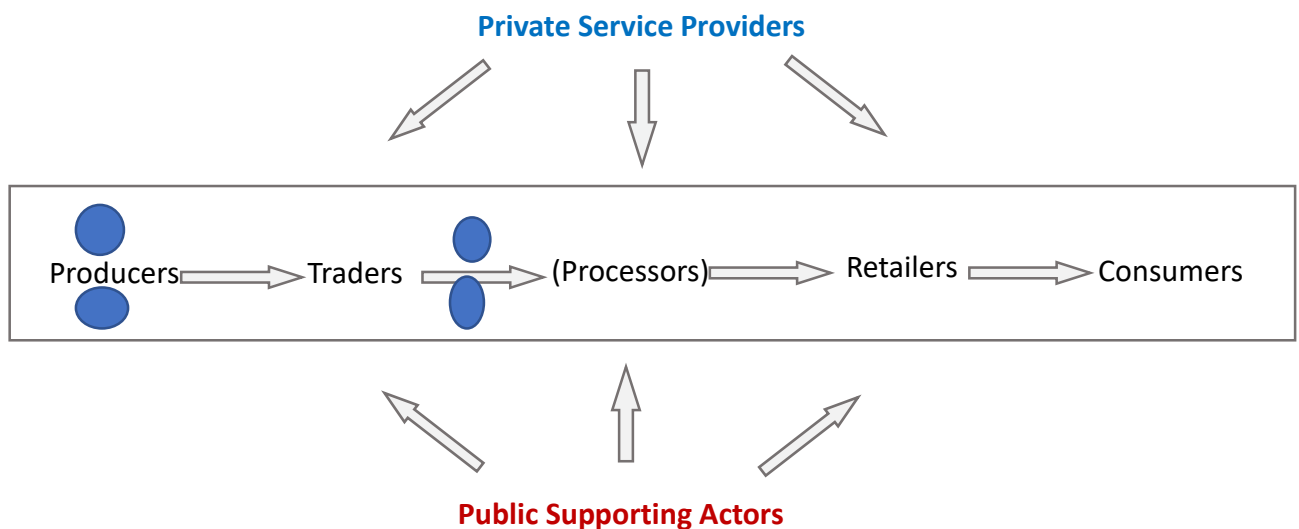 Private Service Providers
Producers Traders (Processors) Retailers Consumers
Public Supporting Actors